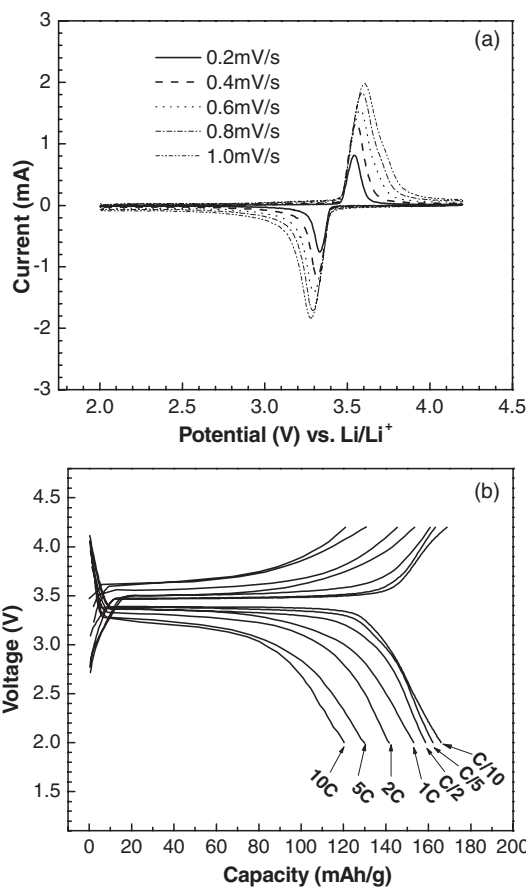 3
2
1
0
-1
-2
-3
Current (mA)
(a)
0.2mV/s
0.4mV/s
0.6mV/s
0.8mV/s
1.0mV/s
2.0 2.5 3.0 3.5 4.0 4.5
Potential (V) vs. Li/Li⁺
(b)
4.5
4.0
3.5
3.0
2.5
2.0
1.5
Voltage (V)
10C 5C 2C 1C C/2 C/5 C/10
0 20 40 60 80 100 120 140 160 180 200
Capacity (mAh/g)